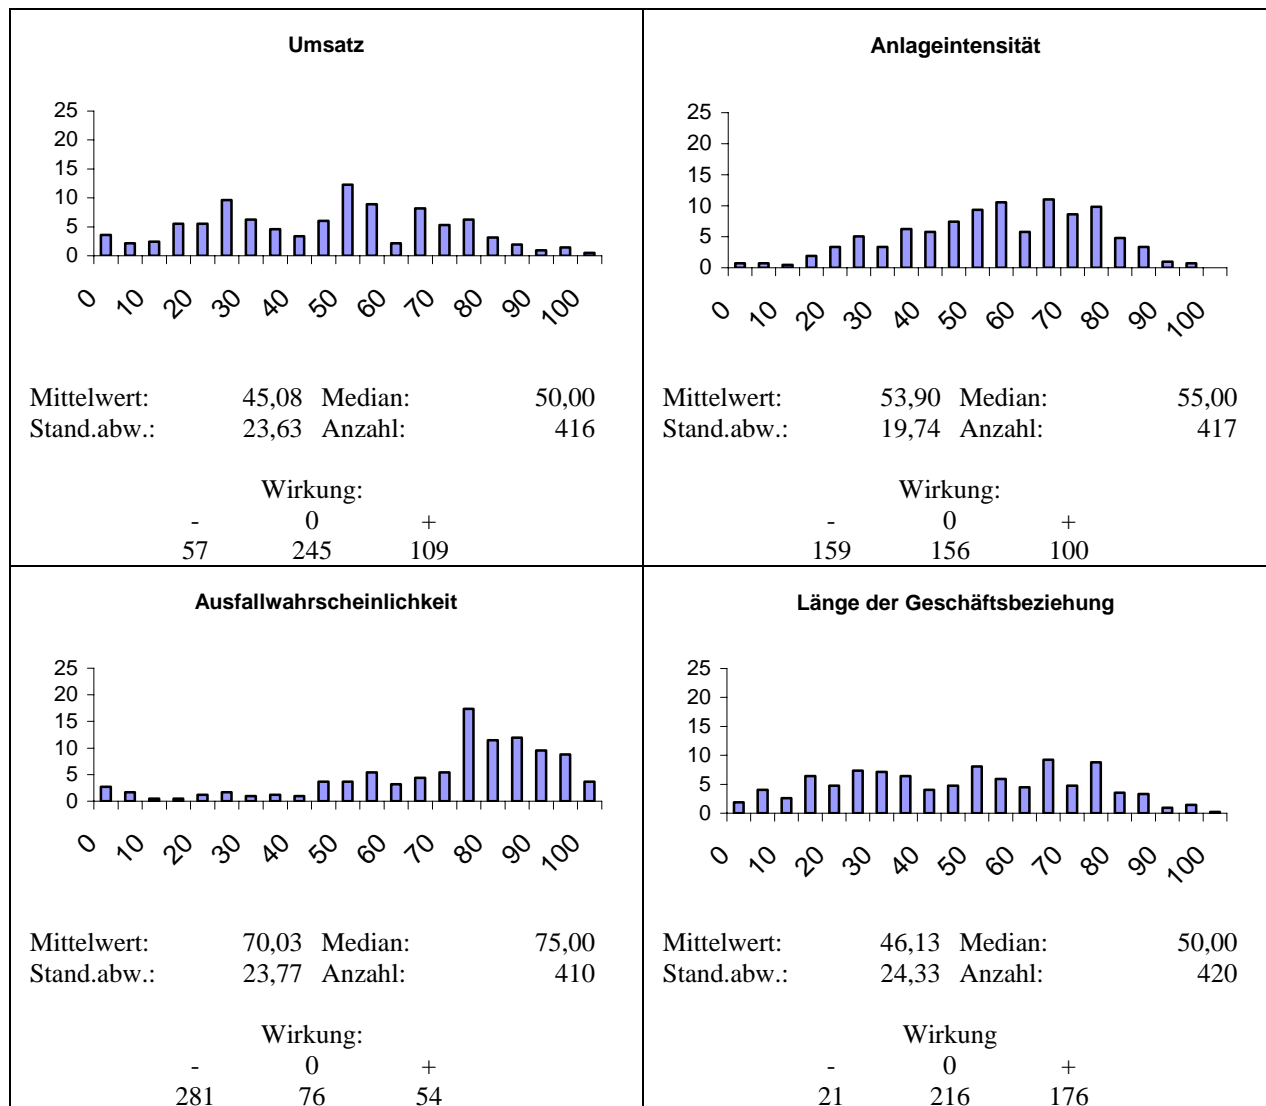 Umsatz
25
20
15
10
5
0
0 10 20 30 40 50 60 70 80 90 100
Mittelwert: 45,08 Median: 50,00
Stand.abw.: 23,63 Anzahl: 416
Wirkung:
- 0 +
57 245 109
Anlageintensität
25
20
15
10
5
0
0 10 20 30 40 50 60 70 80 90 100
Mittelwert: 53,90 Median: 55,00
Stand.abw.: 19,74 Anzahl: 417
Wirkung:
- 0 +
159 156 100
Ausfallwahrscheinlichkeit
25
20
15
10
5
0
0 10 20 30 40 50 60 70 80 90 100
Mittelwert: 70,03 Median: 75,00
Stand.abw.: 23,77 Anzahl: 410
Wirkung:
- 0 +
281 76 54
Länge der Geschäftsbeziehung
25
20
15
10
5
0
0 10 20 30 40 50 60 70 80 90 100
Mittelwert: 46,13 Median: 50,00
Stand.abw.: 24,33 Anzahl: 420
Wirkung
- 0 +
21 216 176